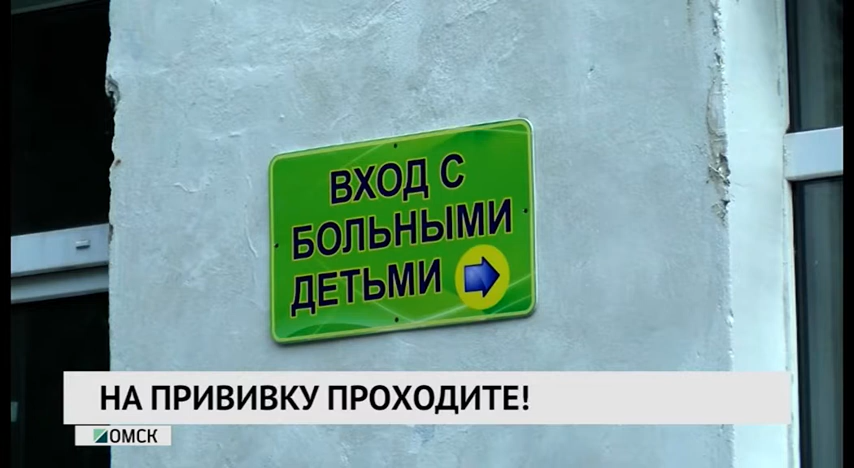 ВХОД С
БОЛЬНЫМИ
ДЕТЬМИ
НА ПРИВИВКУ ПРОХОДИТЕ!
ОМСК